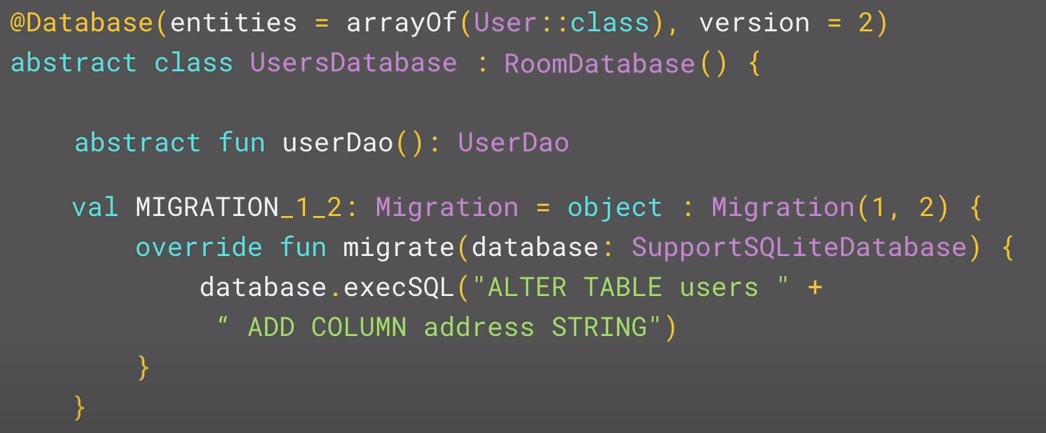 @Database(entities = arrayOf(User::class), version = 2)
abstract class UsersDatabase : RoomDatabase() {
abstract fun userDao(): UserDao
val MIGRATION_1_2: Migration = object : Migration(1, 2) {
override fun migrate(database: SupportSQLiteDatabase) {
database.execSQL("ALTER TABLE users " +
“ ADD COLUMN address STRING")
}
}